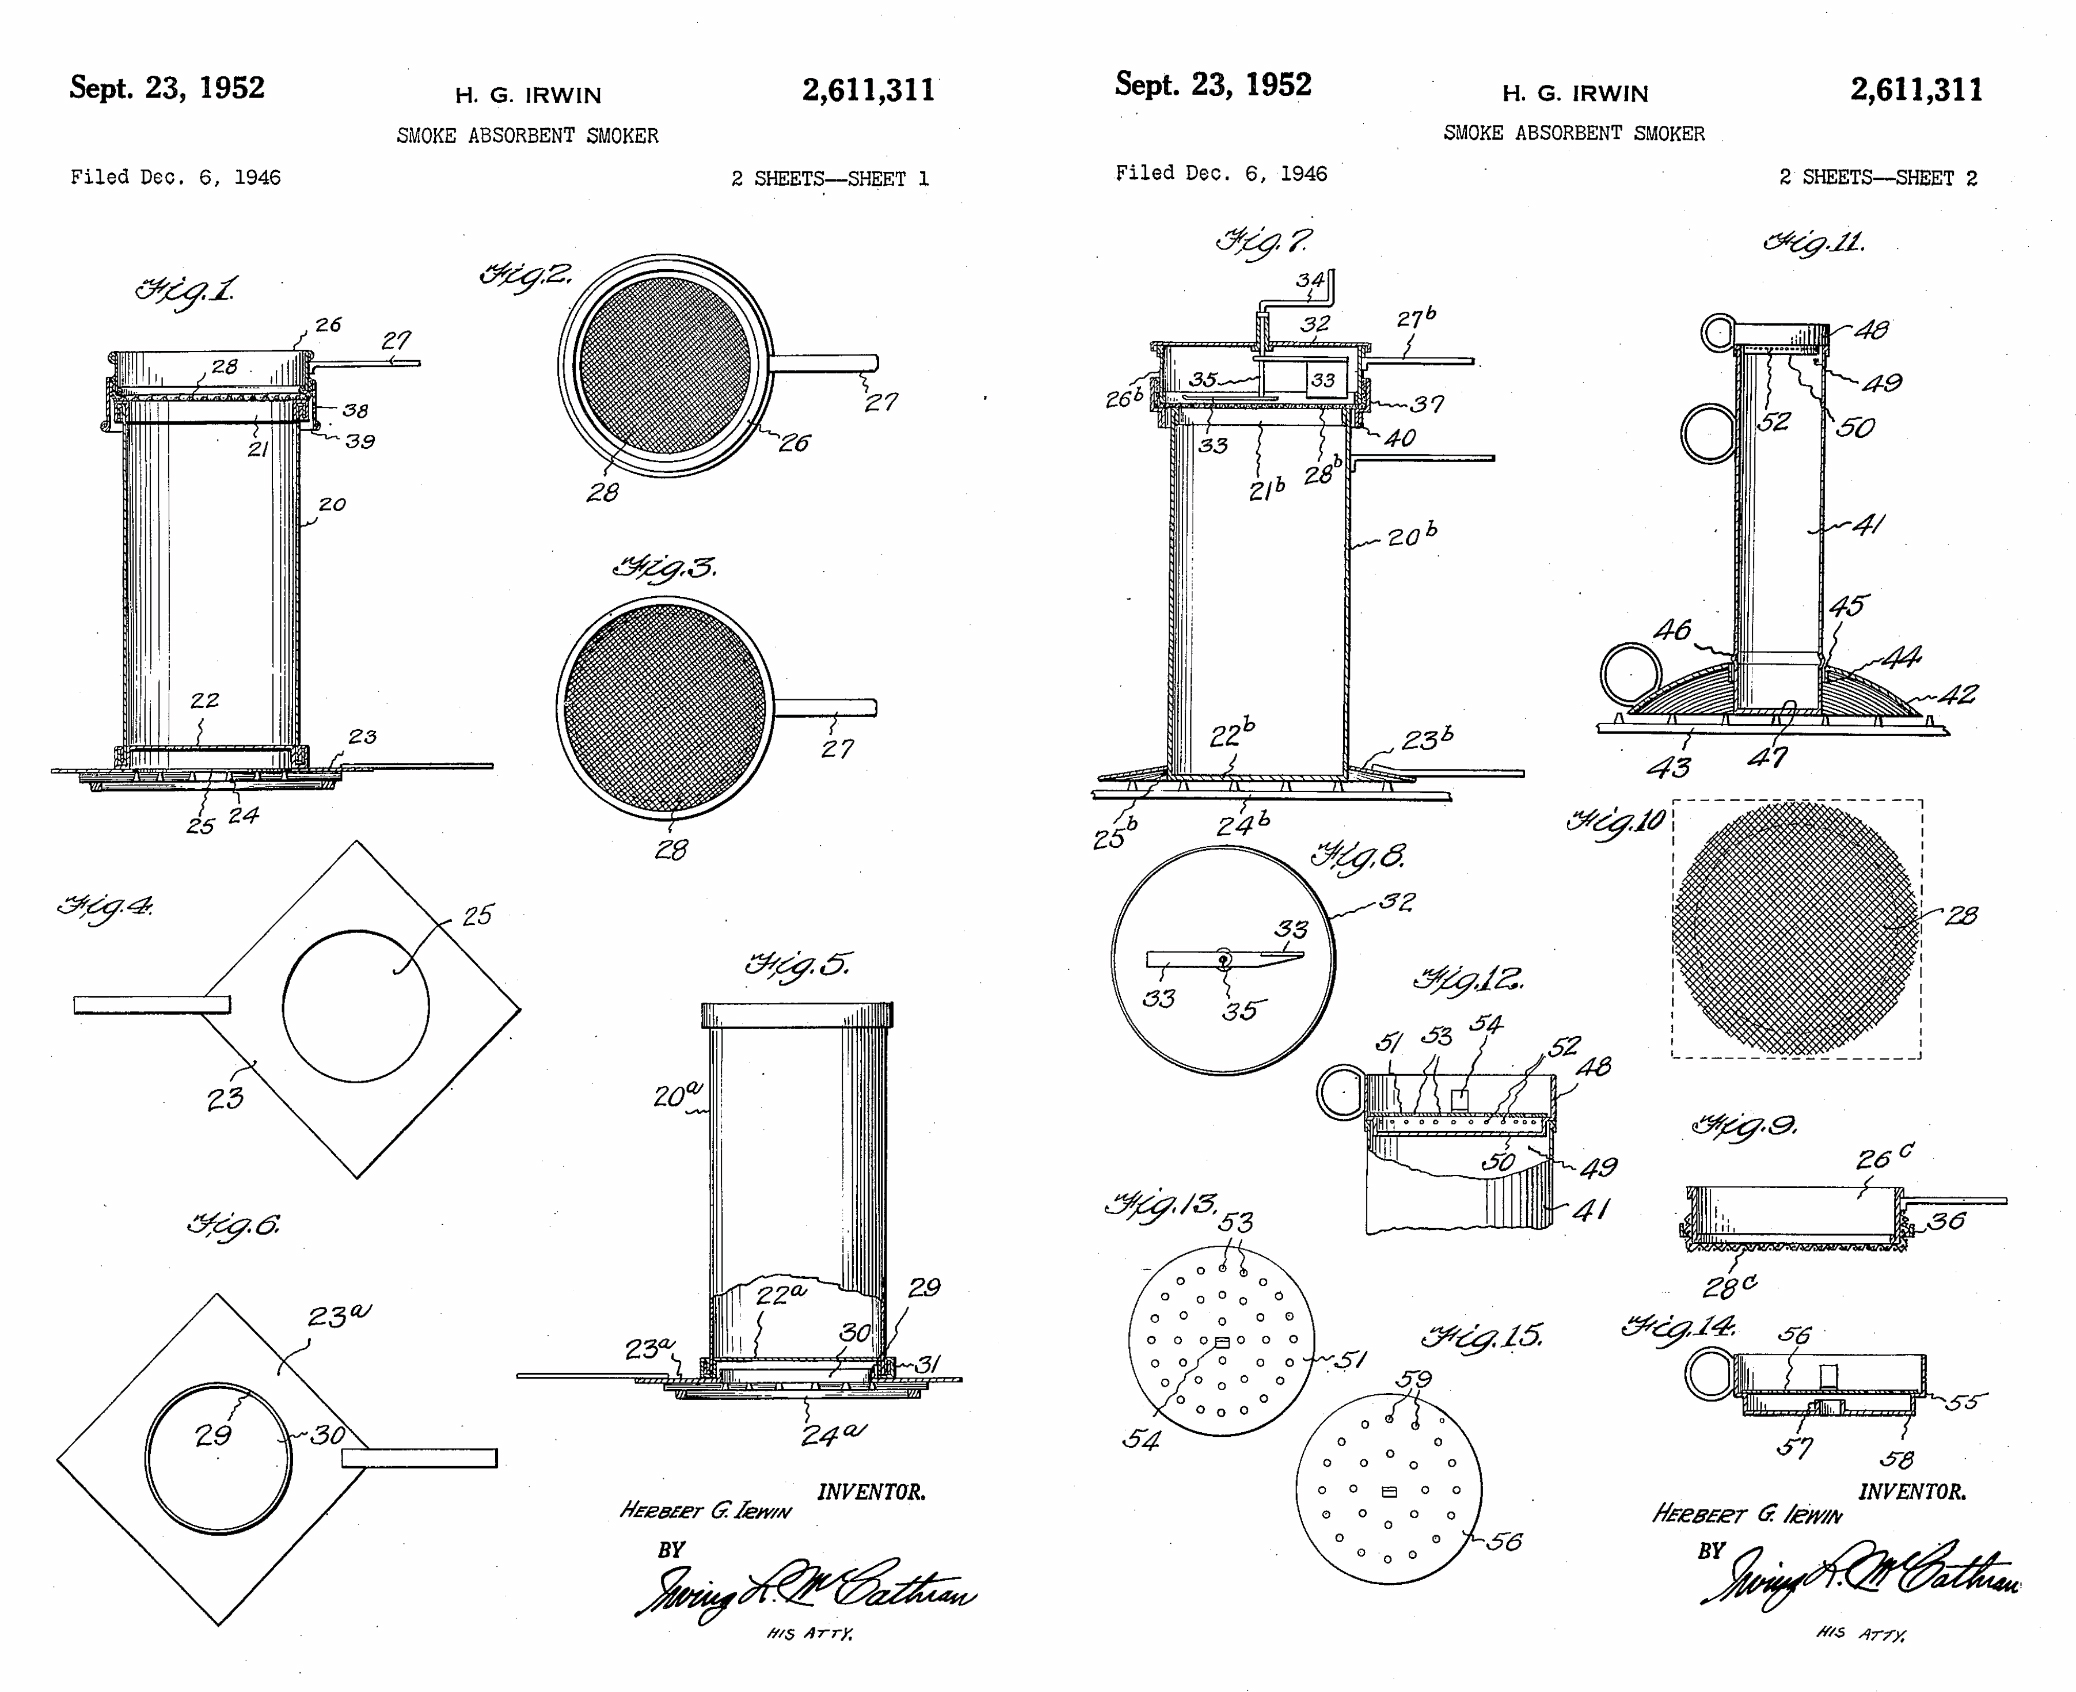 Sept. 23, 1952
H. G. IRWIN
2,611,311
SMOKE ABSORBENT SMOKER
Filed Dec. 6, 1946
2 SHEETS—SHEET 1
Fig.1.
26
27
28
38
39
21
20
22
23
25
24
Fig.2.
27
26
28
Fig.3.
27
28
Fig.4.
25
23
Fig.5.
20a
22a
29
30
23a
31
24a
Fig.6.
23a
29
30
INVENTOR.
HERBERT G. IRWIN
BY
Irving L. McCathran
HIS ATTY.
Sept. 23, 1952
H. G. IRWIN
2,611,311
SMOKE ABSORBENT SMOKER
Filed Dec. 6, 1946
2 SHEETS—SHEET 2
Fig.7.
34
32
27b
35
33
26b
37
33
40
28b
21b
20b
22b
23b
25b
24b
Fig.11.
48
49
52
50
41
45
46
44
42
43
47
Fig.8.
32
33
33
35
Fig.10
28
Fig.12.
54
51
53
52
48
50
49
41
Fig.9.
26c
36
28c
Fig.13.
53
51
54
Fig.14.
56
55
57
58
Fig.15.
59
56
INVENTOR.
HERBERT G. IRWIN
BY
Irving L. McCathran
HIS ATTY.